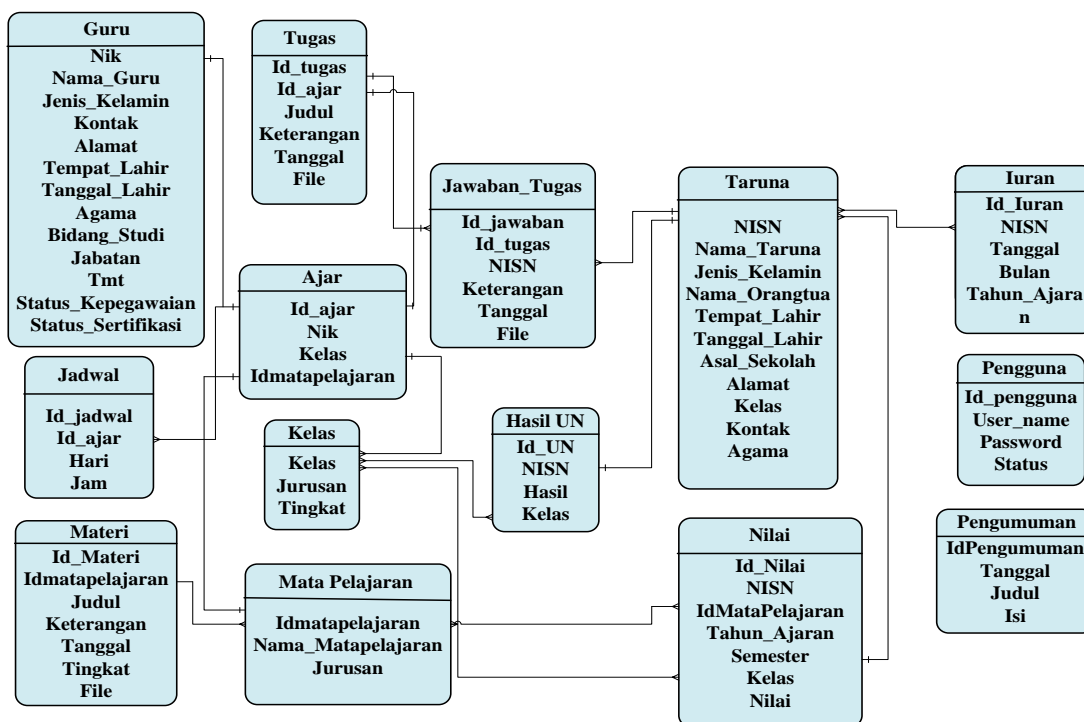 Guru
Nik
Nama_Guru
Jenis_Kelamin
Kontak
Alamat
Tempat_Lahir
Tanggal_Lahir
Agama
Bidang_Studi
Jabatan
Tmt
Status_Kepegawaian
Status_Sertifikasi
Tugas
Id_tugas
Id_ajar
Judul
Keterangan
Tanggal
File
Jawaban_Tugas
Id_jawaban
Id_tugas
NISN
Keterangan
Tanggal
File
Taruna
NISN
Nama_Taruna
Jenis_Kelamin
Nama_Orangtua
Tempat_Lahir
Tanggal_Lahir
Asal_Sekolah
Alamat
Kelas
Kontak
Agama
Iuran
Id_Iuran
NISN
Tanggal
Bulan
Tahun_Ajara
n
Ajar
Id_ajar
Nik
Kelas
Idmatapelajaran
Jadwal
Id_jadwal
Id_ajar
Hari
Jam
Kelas
Kelas
Jurusan
Tingkat
Hasil UN
Id_UN
NISN
Hasil
Kelas
Pengguna
Id_pengguna
User_name
Password
Status
Materi
Id_Materi
Idmatapelajaran
Judul
Keterangan
Tanggal
Tingkat
File
Mata Pelajaran
Idmatapelajaran
Nama_Matapelajaran
Jurusan
Nilai
Id_Nilai
NISN
IdMataPelajaran
Tahun_Ajaran
Semester
Kelas
Nilai
Pengumuman
IdPengumuman
Tanggal
Judul
Isi